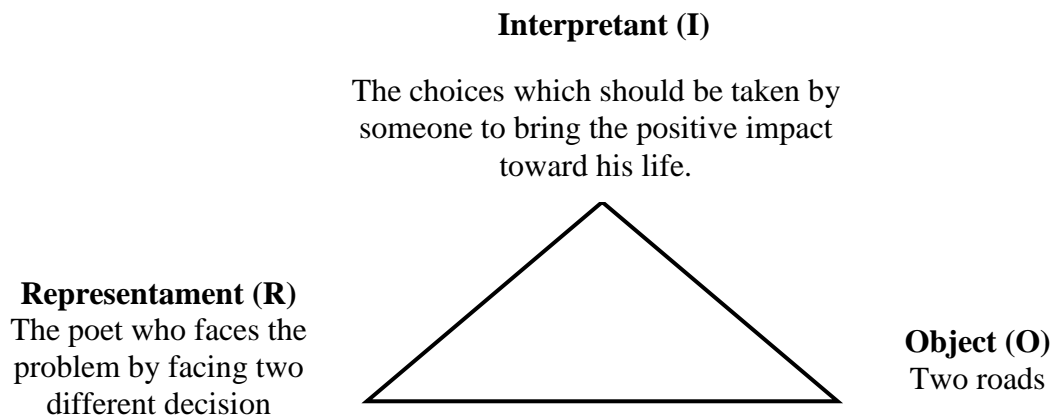 Interpretant (I)
The choices which should be taken by
someone to bring the positive impact
toward his life.
Representament (R)
The poet who faces the
problem by facing two
different decision
Object (O)
Two roads